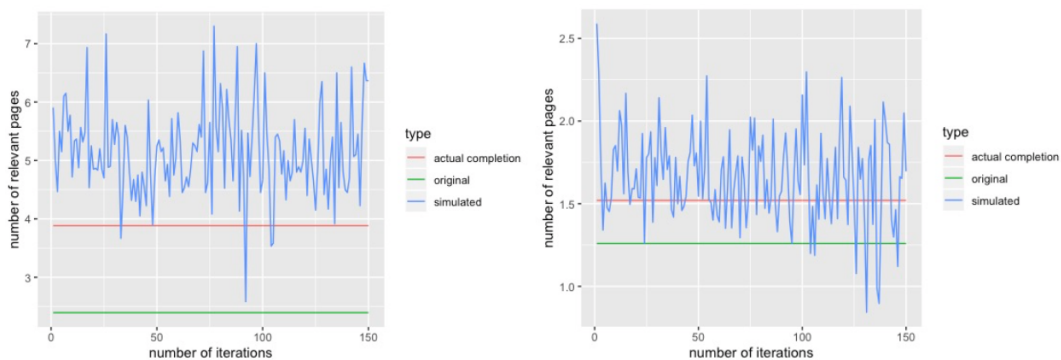 number of relevant pages
7
6
5
4
3
0
50
100
150
number of iterations
type
actual completion
original
simulated
number of relevant pages
2.5
2.0
1.5
1.0
0
50
100
150
number of iterations
type
actual completion
original
simulated